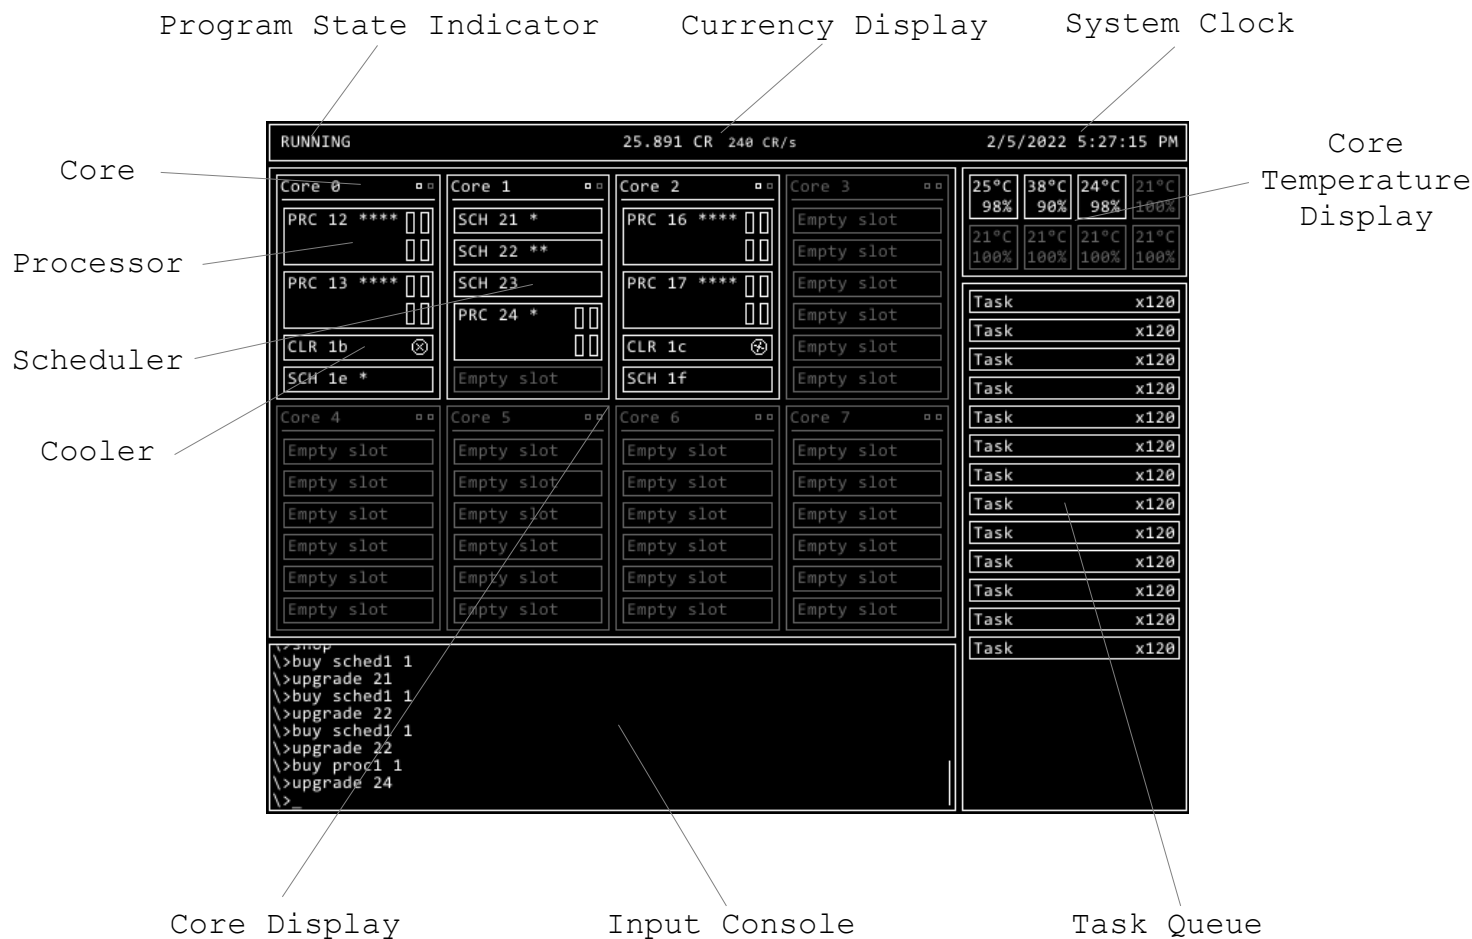 Program State Indicator
Currency Display
System Clock
Core
Processor
Scheduler
Cooler
Core
Temperature
Display
RUNNING
25.891 CR 240 CR/s
2/5/2022 5:27:15 PM
Core 0
PRC 12 ****
PRC 13 ****
CLR 1b
SCH 1e *
Core 1
SCH 21 *
SCH 22 **
SCH 23
PRC 24 *
Empty slot
Core 2
PRC 16 ****
PRC 17 ****
CLR 1c
SCH 1f
Core 3
Empty slot
Empty slot
Empty slot
Empty slot
Empty slot
Empty slot
Core 4
Empty slot
Empty slot
Empty slot
Empty slot
Empty slot
Empty slot
Core 5
Empty slot
Empty slot
Empty slot
Empty slot
Empty slot
Empty slot
Core 6
Empty slot
Empty slot
Empty slot
Empty slot
Empty slot
Empty slot
Core 7
Empty slot
Empty slot
Empty slot
Empty slot
Empty slot
Empty slot
25°C 38°C 24°C 21°C
98% 90% 98% 100%
21°C 21°C 21°C 21°C
100% 100% 100% 100%
Task x120
Task x120
Task x120
Task x120
Task x120
Task x120
Task x120
Task x120
Task x120
Task x120
Task x120
Task x120
Task x120
\>shop
\>buy sched1 1
\>upgrade 21
\>buy sched1 1
\>upgrade 22
\>buy sched1 1
\>upgrade 22
\>buy proc1 1
\>upgrade 24
\>_
Core Display
Input Console
Task Queue